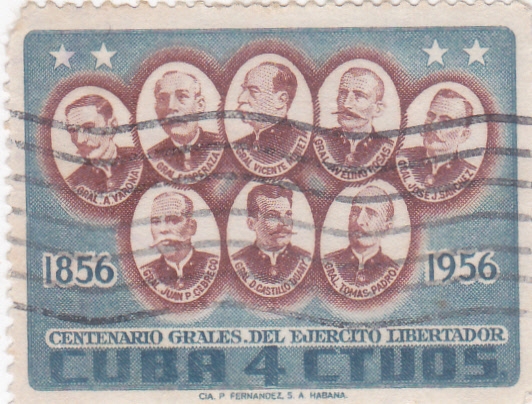 GRAL. A. VARONA
GRAL. VICENTE
GRAL. JOSE J. SANCHEZ
GRAL. JUAN P. CEBRECO
GRAL. D. CASTILLO DUANY
GRAL. TOMAS PADRO
1856 1956
CENTENARIO GRALES. DEL EJERCITO LIBERTADOR
CUBA 4 CTVOS.
CIA. P. FERNANDEZ, S. A. HABANA.